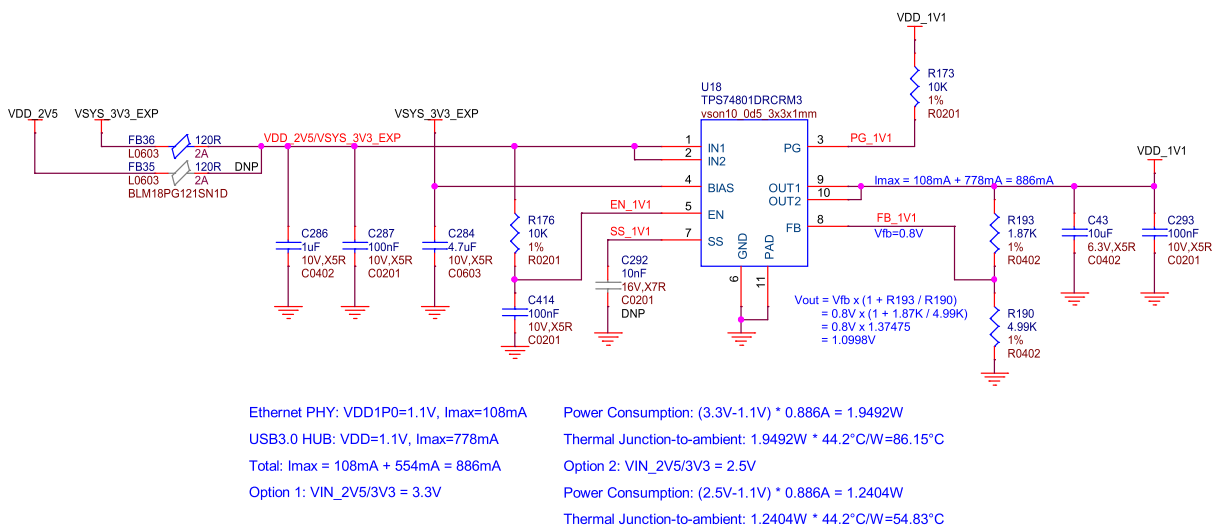 VDD_1V1
U18
TPS74801DRCRM3
vson10_0d5_3x3x1mm
R173
10K
1%
R0201
VDD_2V5
VSYS_3V3_EXP
VSYS_3V3_EXP
FB36
120R
L0603
2A
VDD_2V5/VSYS_3V3_EXP
FB35
120R
DNP
L0603
2A
BLM18PG121SN1D
1
2
IN1
IN2
4
BIAS
EN_1V1
5
EN
SS_1V1
7
SS
PG
3
PG_1V1
OUT1
9
OUT2
10
Imax = 108mA + 778mA = 886mA
FB
8
FB_1V1
Vfb=0.8V
GND
6
PAD
11
VDD_1V1
C286
1uF
10V,X5R
C0402
C287
100nF
10V,X5R
C0201
C284
4.7uF
10V,X5R
C0603
R176
10K
1%
R0201
C414
100nF
10V,X5R
C0201
C292
10nF
16V,X7R
C0201
DNP
R193
1.87K
1%
R0402
C43
10uF
6.3V,X5R
C0402
C293
100nF
10V,X5R
C0201
R190
4.99K
1%
R0402
Vout = Vfb x (1 + R193 / R190)
= 0.8V x (1 + 1.87K / 4.99K)
= 0.8V x 1.37475
= 1.0998V
Ethernet PHY: VDD1P0=1.1V, Imax=108mA
USB3.0 HUB: VDD=1.1V, Imax=778mA
Total: Imax = 108mA + 554mA = 886mA
Option 1: VIN_2V5/3V3 = 3.3V
Power Consumption: (3.3V-1.1V) * 0.886A = 1.9492W
Thermal Junction-to-ambient: 1.9492W * 44.2°C/W=86.15°C
Option 2: VIN_2V5/3V3 = 2.5V
Power Consumption: (2.5V-1.1V) * 0.886A = 1.2404W
Thermal Junction-to-ambient: 1.2404W * 44.2°C/W=54.83°C